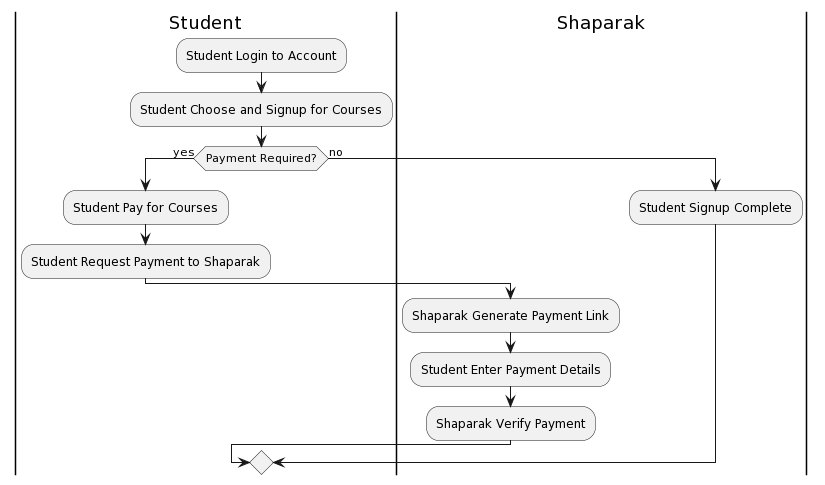 Student
Shaparak
Student Login to Account
Student Choose and Signup for Courses
yes
Payment Required?
no
Student Pay for Courses
Student Signup Complete
Student Request Payment to Shaparak
Shaparak Generate Payment Link
Student Enter Payment Details
Shaparak Verify Payment